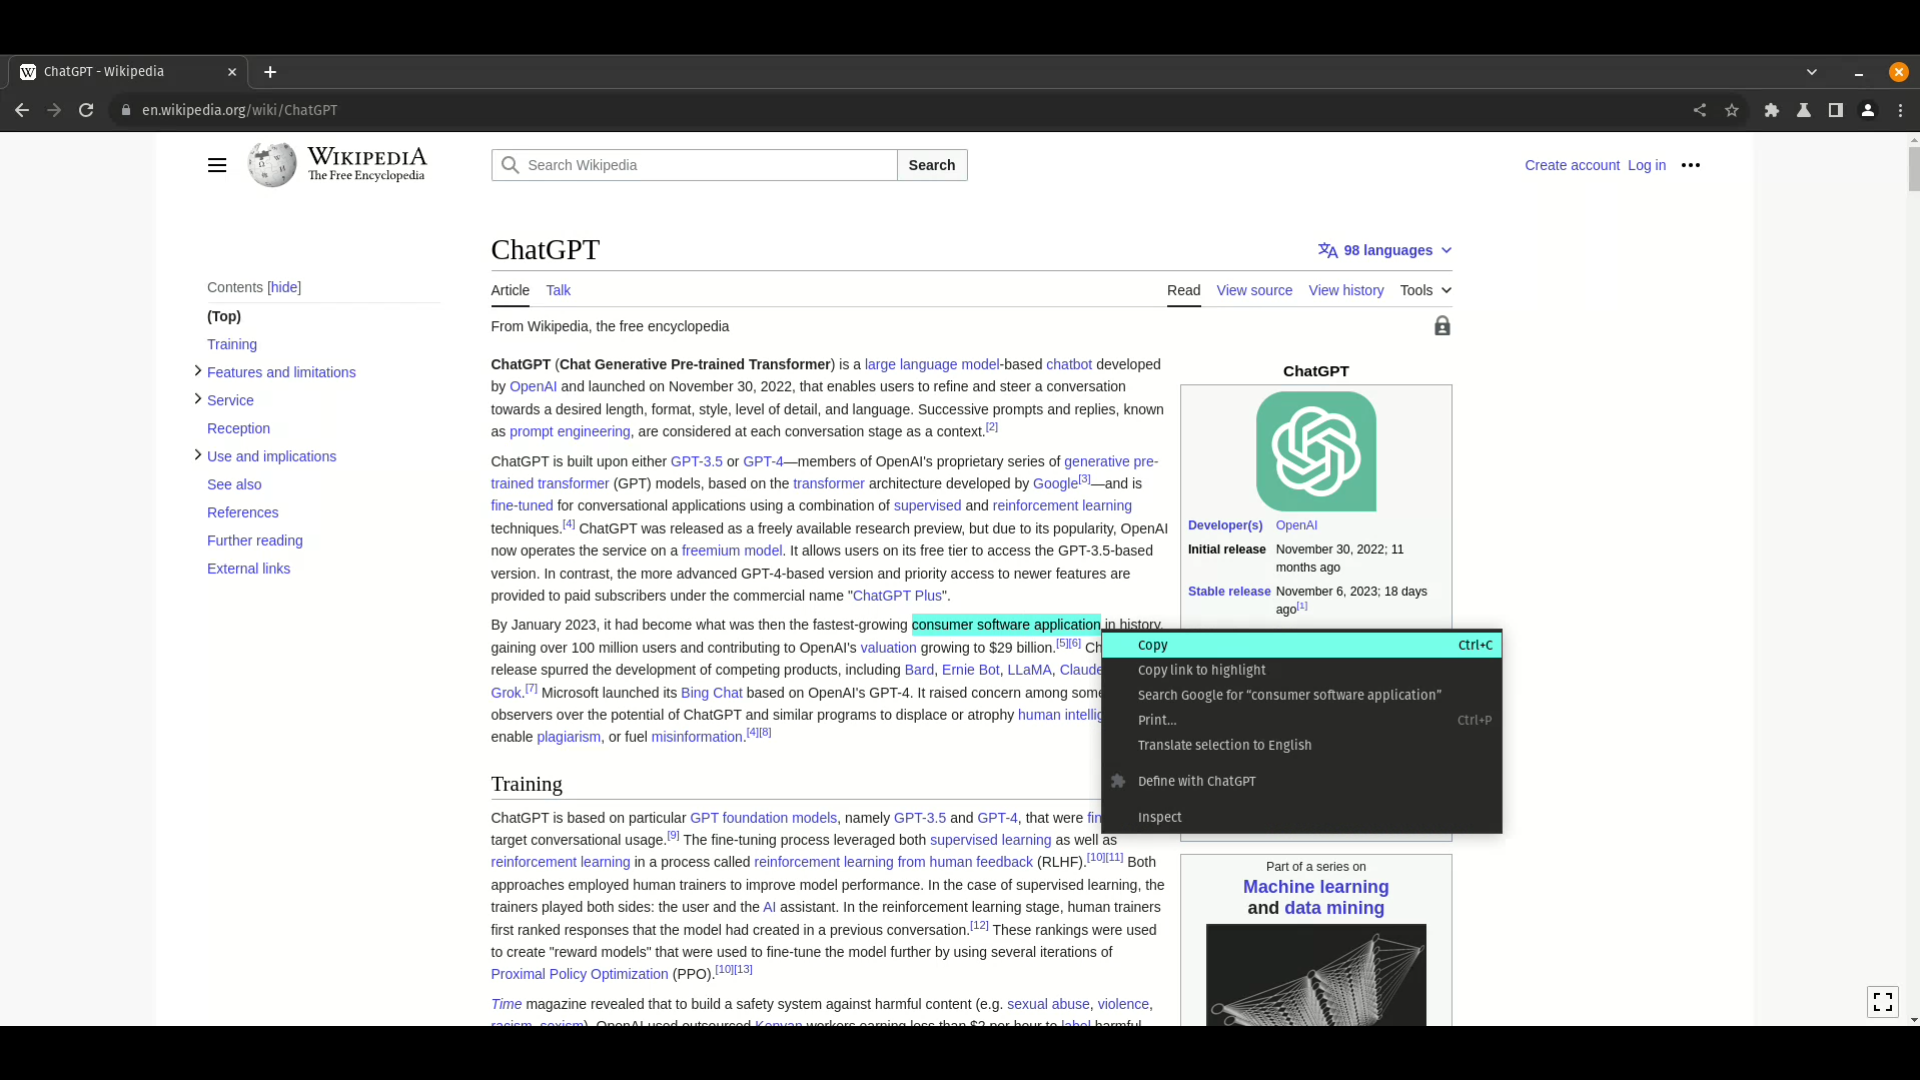 ChatGPT - Wikipedia
en.wikipedia.org/wiki/ChatGPT
WIKIPEDIA
The Free Encyclopedia
Search Wikipedia
Search
Create account Log in
ChatGPT
98 languages
Contents [hide]
(Top)
Training
Features and limitations
Service
Reception
Use and implications
See also
References
Further reading
External links
Article Talk
Read View source View history Tools
From Wikipedia, the free encyclopedia
ChatGPT (Chat Generative Pre-trained Transformer) is a large language model-based chatbot developed
by OpenAI and launched on November 30, 2022, that enables users to refine and steer a conversation
towards a desired length, format, style, level of detail, and language. Successive prompts and replies, known
as prompt engineering, are considered at each conversation stage as a context.[2]
ChatGPT is built upon either GPT-3.5 or GPT-4—members of OpenAI's proprietary series of generative pre-
trained transformer (GPT) models, based on the transformer architecture developed by Google[3]—and is
fine-tuned for conversational applications using a combination of supervised and reinforcement learning
techniques.[4] ChatGPT was released as a freely available research preview, but due to its popularity, OpenAI
now operates the service on a freemium model. It allows users on its free tier to access the GPT-3.5-based
version. In contrast, the more advanced GPT-4-based version and priority access to newer features are
provided to paid subscribers under the commercial name "ChatGPT Plus".
By January 2023, it had become what was then the fastest-growing consumer software application in history,
gaining over 100 million users and contributing to OpenAI's valuation growing to $29 billion.[5][6] Ch
release spurred the development of competing products, including Bard, Ernie Bot, LLaMA, Claude
Grok.[7] Microsoft launched its Bing Chat based on OpenAI's GPT-4. It raised concern among some
observers over the potential of ChatGPT and similar programs to displace or atrophy human intellig
enable plagiarism, or fuel misinformation.[4][8]
Training
ChatGPT is based on particular GPT foundation models, namely GPT-3.5 and GPT-4, that were fin
target conversational usage.[9] The fine-tuning process leveraged both supervised learning as well as
reinforcement learning in a process called reinforcement learning from human feedback (RLHF).[10][11] Both
approaches employed human trainers to improve model performance. In the case of supervised learning, the
trainers played both sides: the user and the AI assistant. In the reinforcement learning stage, human trainers
first ranked responses that the model had created in a previous conversation.[12] These rankings were used
to create "reward models" that were used to fine-tune the model further by using several iterations of
Proximal Policy Optimization (PPO).[10][13]
Time magazine revealed that to build a safety system against harmful content (e.g. sexual abuse, violence,
racism, sexism), OpenAI used outsourced Kenyan workers earning less than $2 per hour to label harmful
ChatGPT
Developer(s) OpenAI
Initial release November 30, 2022; 11
months ago
Stable release November 6, 2023; 18 days
ago[1]
Copy Ctrl+C
Copy link to highlight
Search Google for “consumer software application”
Print... Ctrl+P
Translate selection to English
Define with ChatGPT
Inspect
Part of a series on
Machine learning
and data mining